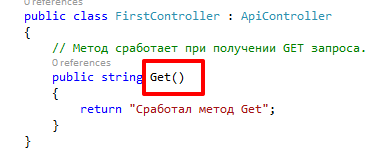 0 references
public class FirstController : ApiController
{
// Метод сработает при получении GET запроса.
0 references
public string Get()
{
return "Сработал метод Get";
}
}